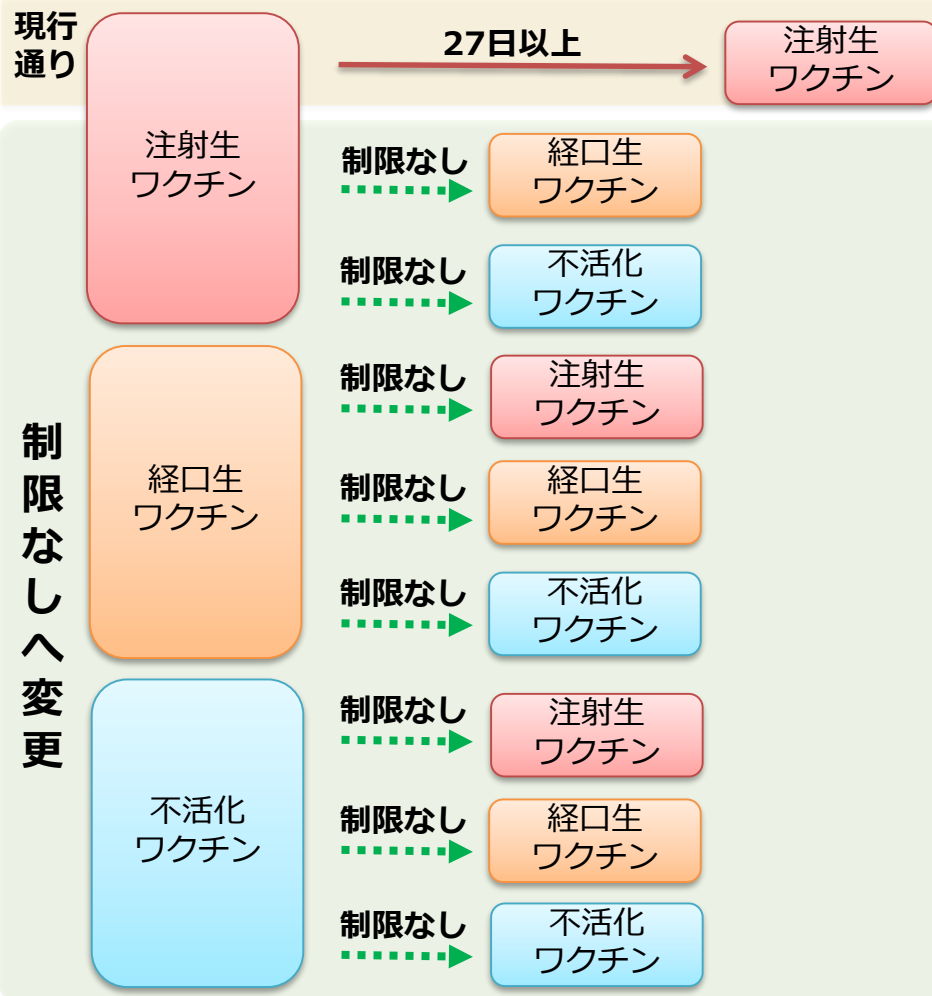 現行
通り
注射生
ワクチン
27日以上
注射生
ワクチン
制限なし
経口生
ワクチン
制限なし
不活化
ワクチン
制限なしへ変更
経口生
ワクチン
制限なし
注射生
ワクチン
制限なし
経口生
ワクチン
制限なし
不活化
ワクチン
不活化
ワクチン
制限なし
注射生
ワクチン
制限なし
経口生
ワクチン
制限なし
不活化
ワクチン